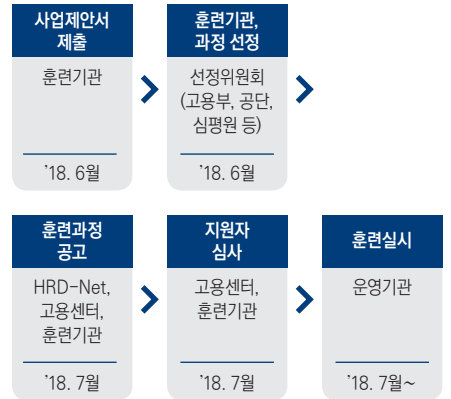 사업제안서
제출
훈련기관
’18. 6월
훈련기관,
과정 선정
선정위원회
(고용부, 공단,
심평원 등)
’18. 6월
훈련과정
공고
HRD-Net,
고용센터,
훈련기관
’18. 7월
지원자
심사
고용센터,
훈련기관
’18. 7월
훈련실시
운영기관
’18. 7월~